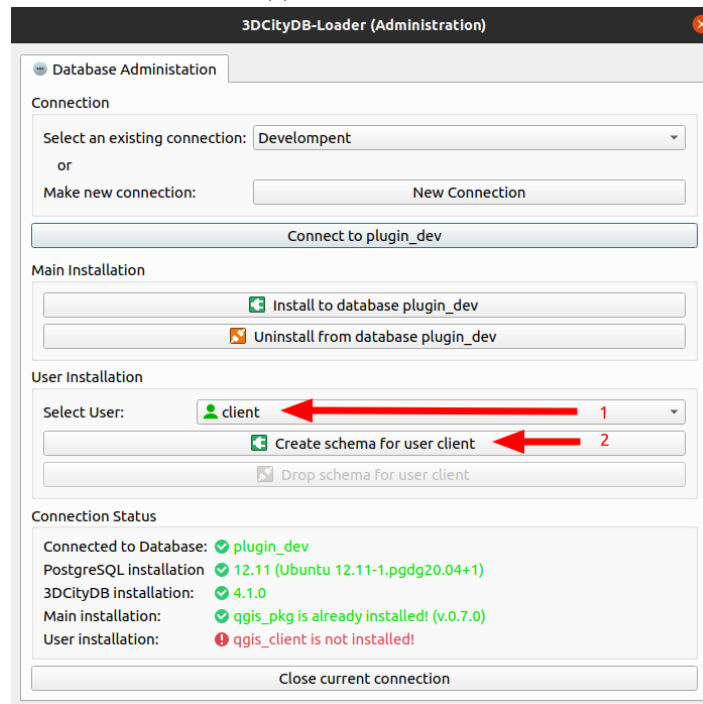 3DCityDB-Loader (Administration)
Database Administation
Connection
Select an existing connection: Develompent
or
Make new connection: New Connection
Connect to plugin_dev
Main Installation
Install to database plugin_dev
Uninstall from database plugin_dev
User Installation
Select User: client 1
Create schema for user client 2
Drop schema for user client
Connection Status
Connected to Database: plugin_dev
PostgreSQL installation 12.11 (Ubuntu 12.11-1.pgdg20.04+1)
3DCityDB installation: 4.1.0
Main installation: qgis_pkg is already installed! (v.0.7.0)
User installation: qgis_client is not installed!
Close current connection